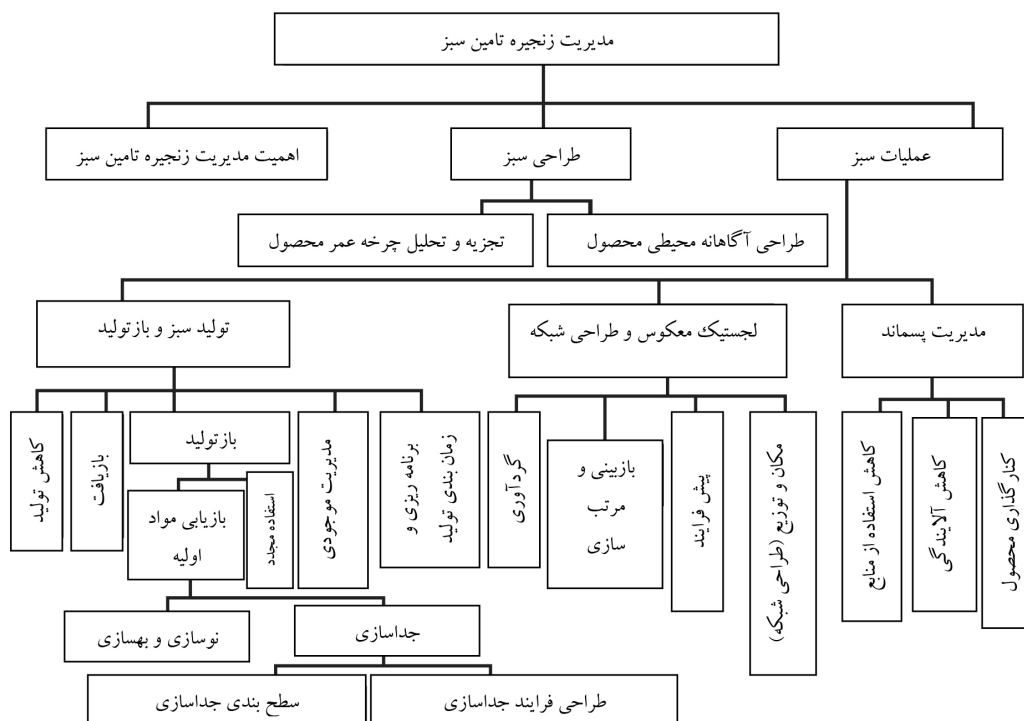 مدیریت زنجیره تامین سبز
عملیات سبز
طراحی سبز
اهمیت مدیریت زنجیره تامین سبز
طراحی آگاهانه محیطی محصول
تجزیه و تحلیل چرخه عمر محصول
مدیریت پسماند
لجستیک معکوس و طراحی شبکه
تولید سبز و بازتولید
کنارگذاری محصول
کاهش آلایندگی
کاهش استفاده از منابع
مکان و توزیع (طراحی شبکه)
پیش فرایند
بازبینی و
مرتب
سازی
گردآوری
برنامه ریزی و
زمان بندی تولید
مدیریت موجودی
بازتولید
بازیافت
کاهش تولید
استفاده مجدد
بازیابی مواد
اولیه
جداسازی
نوسازی و بهسازی
طراحی فرایند جداسازی
سطح بندی جداسازی